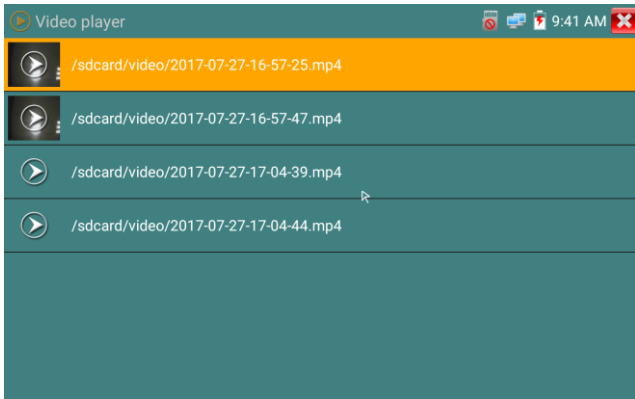 Video player
9:41 AM
/sdcard/video/2017-07-27-16-57-25.mp4
/sdcard/video/2017-07-27-16-57-47.mp4
/sdcard/video/2017-07-27-17-04-39.mp4
/sdcard/video/2017-07-27-17-04-44.mp4